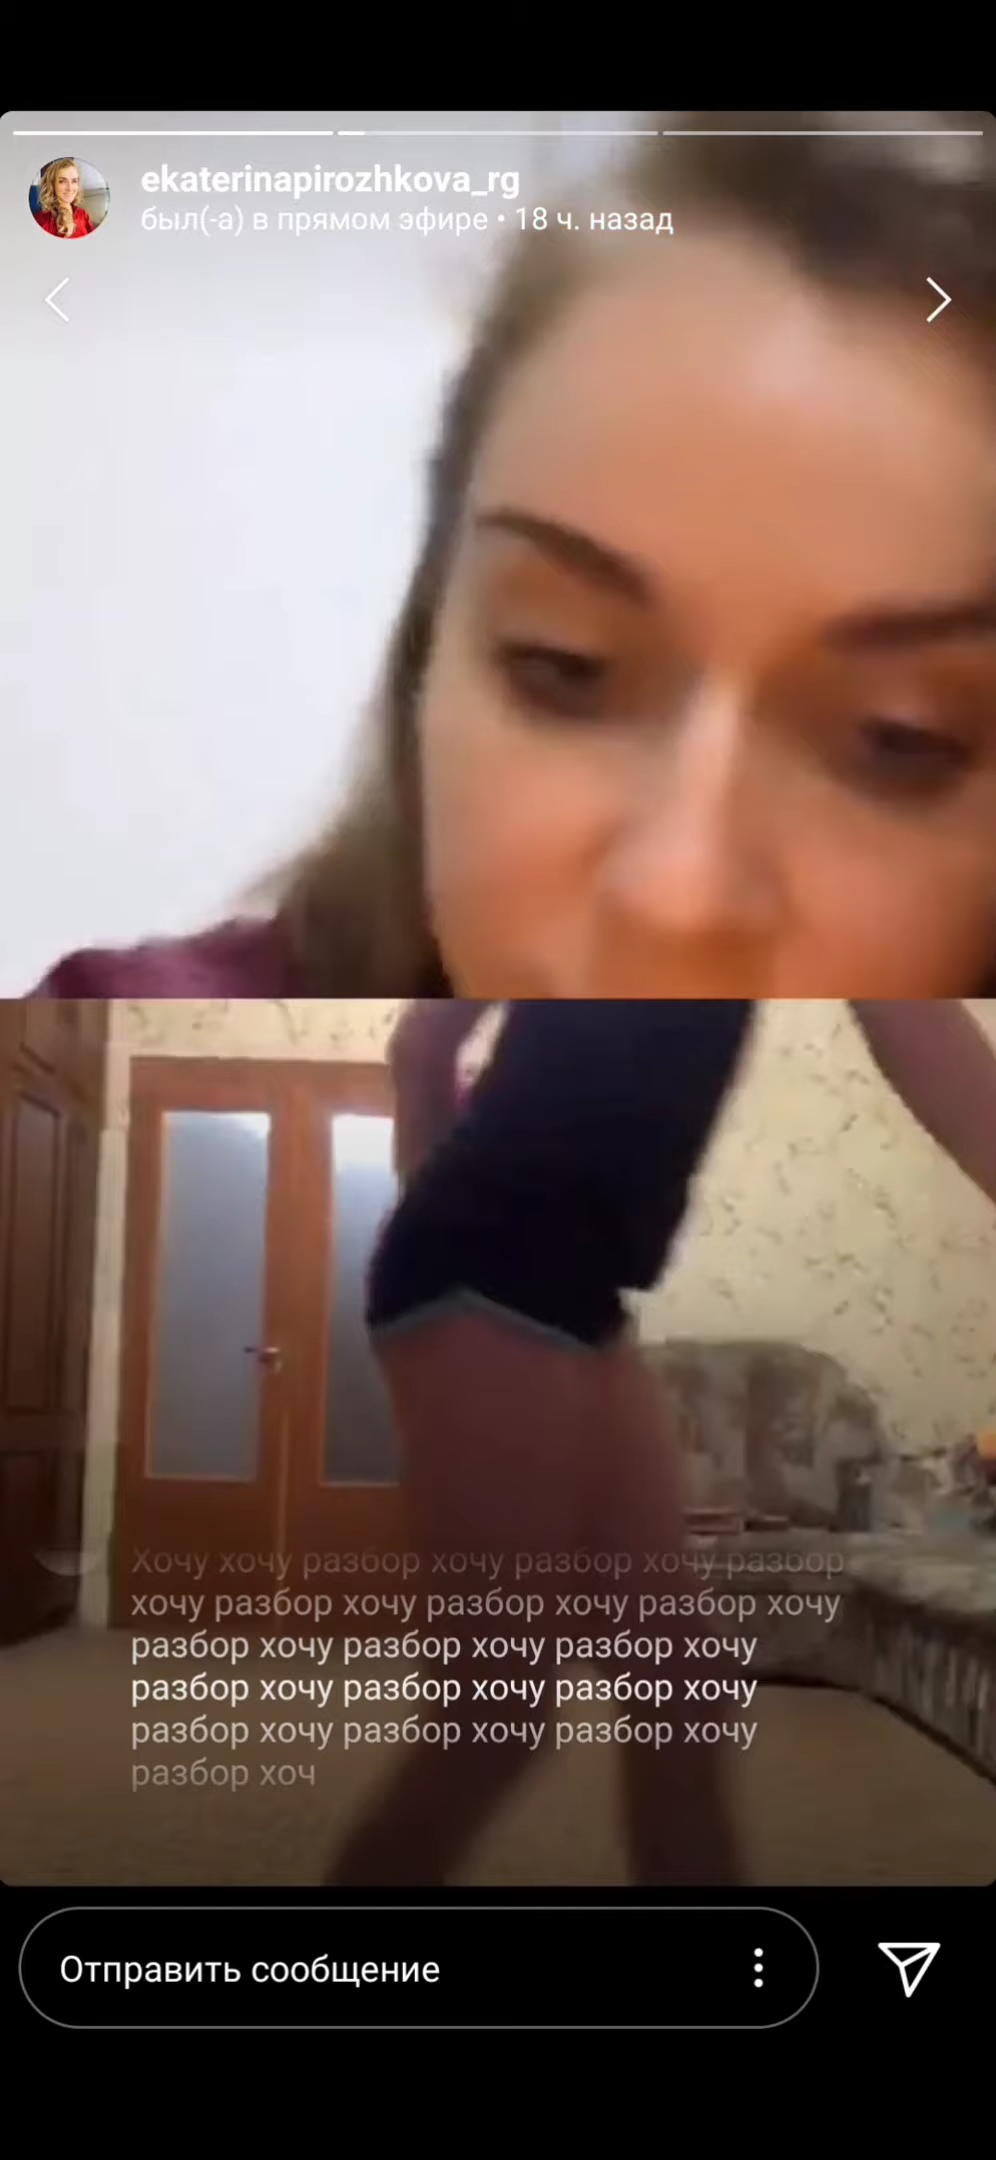 ekaterinapirozhkova_rg
был(-а) в прямом эфире • 18 ч. назад
Хочу хочу разбор хочу разбор хочу разбор
хочу разбор хочу разбор хочу разбор хочу
разбор хочу разбор хочу разбор хочу
разбор хочу разбор хочу разбор хочу
разбор хочу разбор хочу разбор хочу
разбор хоч
Отправить сообщение